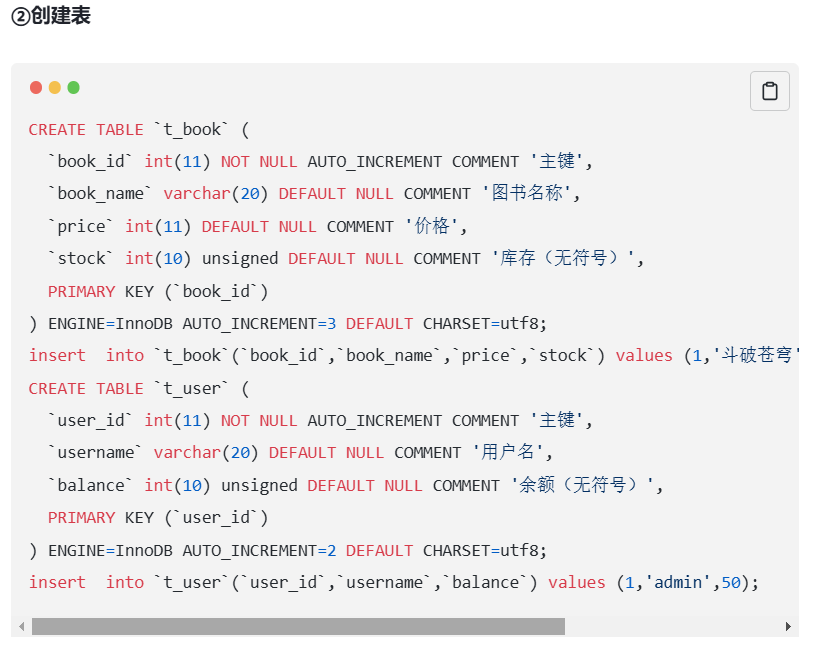 ②创建表
CREATE TABLE `t_book` (
  `book_id` int(11) NOT NULL AUTO_INCREMENT COMMENT '主键',
  `book_name` varchar(20) DEFAULT NULL COMMENT '图书名称',
  `price` int(11) DEFAULT NULL COMMENT '价格',
  `stock` int(10) unsigned DEFAULT NULL COMMENT '库存（无符号）',
  PRIMARY KEY (`book_id`)
) ENGINE=InnoDB AUTO_INCREMENT=3 DEFAULT CHARSET=utf8;
insert  into `t_book`(`book_id`,`book_name`,`price`,`stock`) values (1,'斗破苍穹'
CREATE TABLE `t_user` (
  `user_id` int(11) NOT NULL AUTO_INCREMENT COMMENT '主键',
  `username` varchar(20) DEFAULT NULL COMMENT '用户名',
  `balance` int(10) unsigned DEFAULT NULL COMMENT '余额（无符号）',
  PRIMARY KEY (`user_id`)
) ENGINE=InnoDB AUTO_INCREMENT=2 DEFAULT CHARSET=utf8;
insert  into `t_user`(`user_id`,`username`,`balance`) values (1,'admin',50);